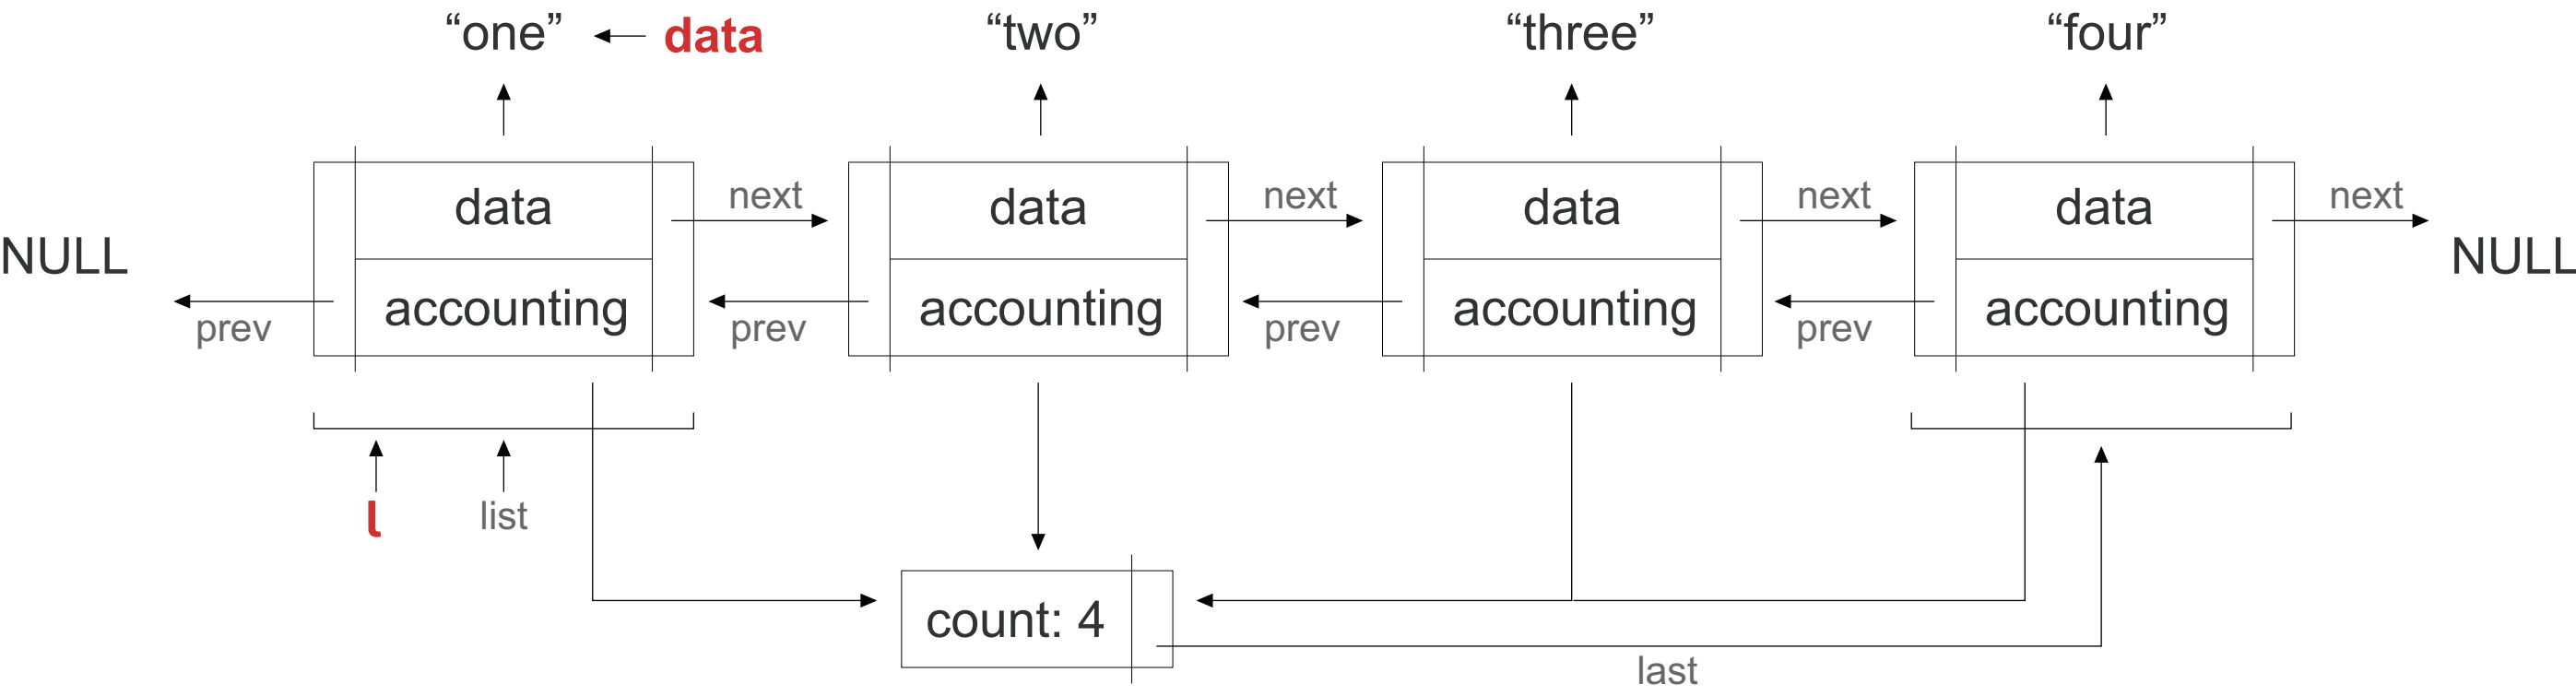 “one” data “two” “three” “four”
data next data next data next data next
NULL NULL
prev accounting prev accounting prev accounting prev accounting
l list
count: 4
last